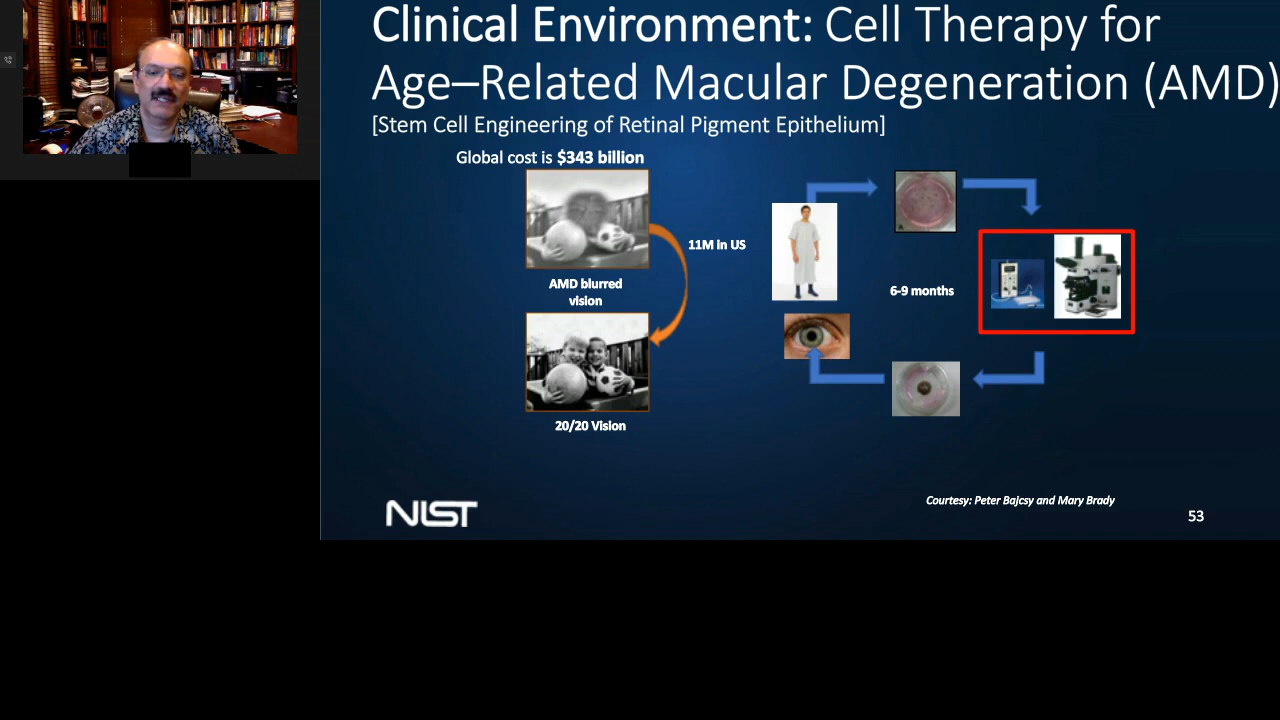 Clinical Environment: Cell Therapy for
Age–Related Macular Degeneration (AMD)
[Stem Cell Engineering of Retinal Pigment Epithelium]
Global cost is $343 billion
11M in US
AMD blurred
vision
20/20 Vision
6-9 months
Courtesy: Peter Bajcsy and Mary Brady
NIST
53